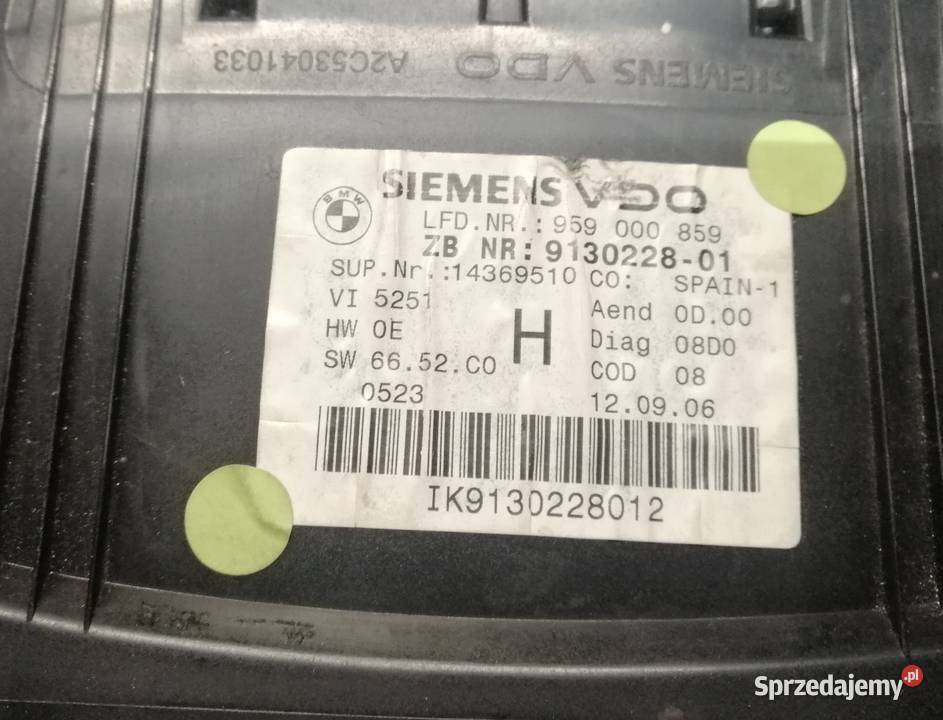 SIEMENS VDO A2C53041033
BMW
SIEMENS VDO
LFD.NR.: 959 000 859
ZB NR: 9130228-01
SUP.Nr.:14369510 CO: SPAIN-1
VI 5251 Aend 0D.00
HW 0E H Diag 08D0
SW 66.52.C0 COD 08
0523 12.09.06
IK9130228012
Sprzedajemy.pl